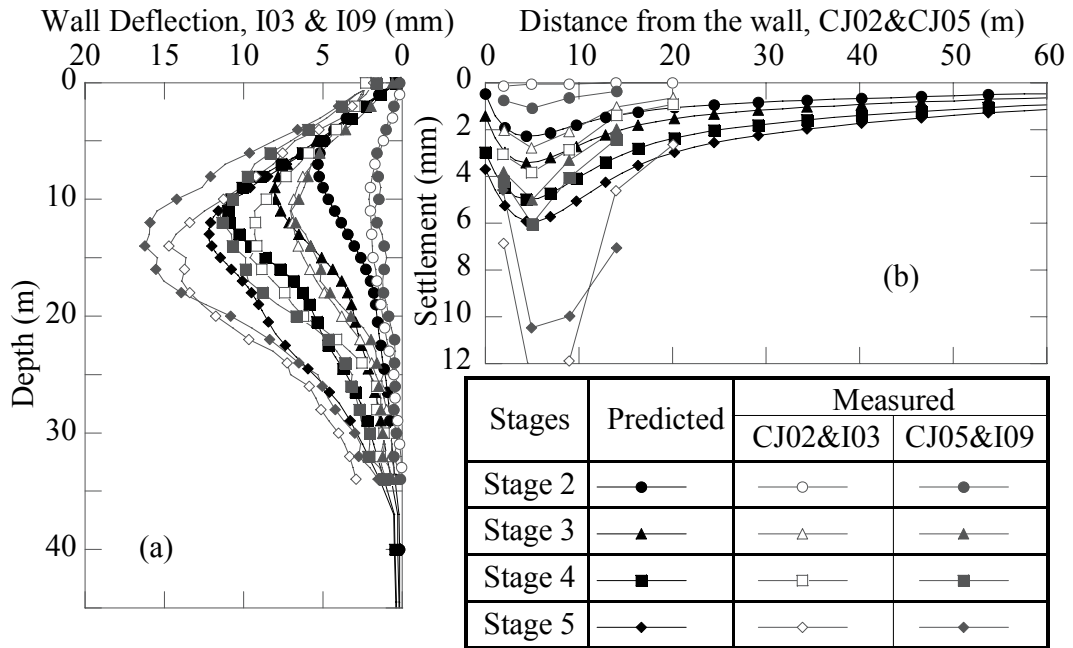 Wall Deflection, I03 & I09 (mm)
20 15 10 5 0
0
10
20
30
40
Depth (m)
(a)
Distance from the wall, CJ02&CJ05 (m)
0 10 20 30 40 50 60
0
2
4
6
8
10
12
Settlement (mm)
(b)
Stages Predicted Measured
CJ02&I03 CJ05&I09
Stage 2
Stage 3
Stage 4
Stage 5